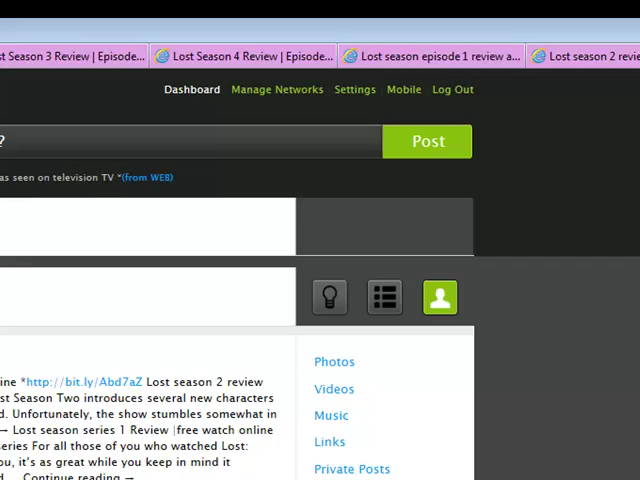 st Season 3 Review | Episode...
Lost Season 4 Review | Episode...
Lost season episode 1 review a...
Lost season 2 revie
Dashboard Manage Networks Settings Mobile Log Out
?
Post
as seen on television TV "(from WEB)
Photos
Videos
Music
Links
Private Posts
ine *http://bit.ly/Abd7aZ Lost season 2 review
st Season Two introduces several new characters
d. Unfortunately, the show stumbles somewhat in
→ Lost season series 1 Review |free watch online
series For all those of you who watched Lost:
ou, it's as great while you keep in mind it
d.... Continue reading →